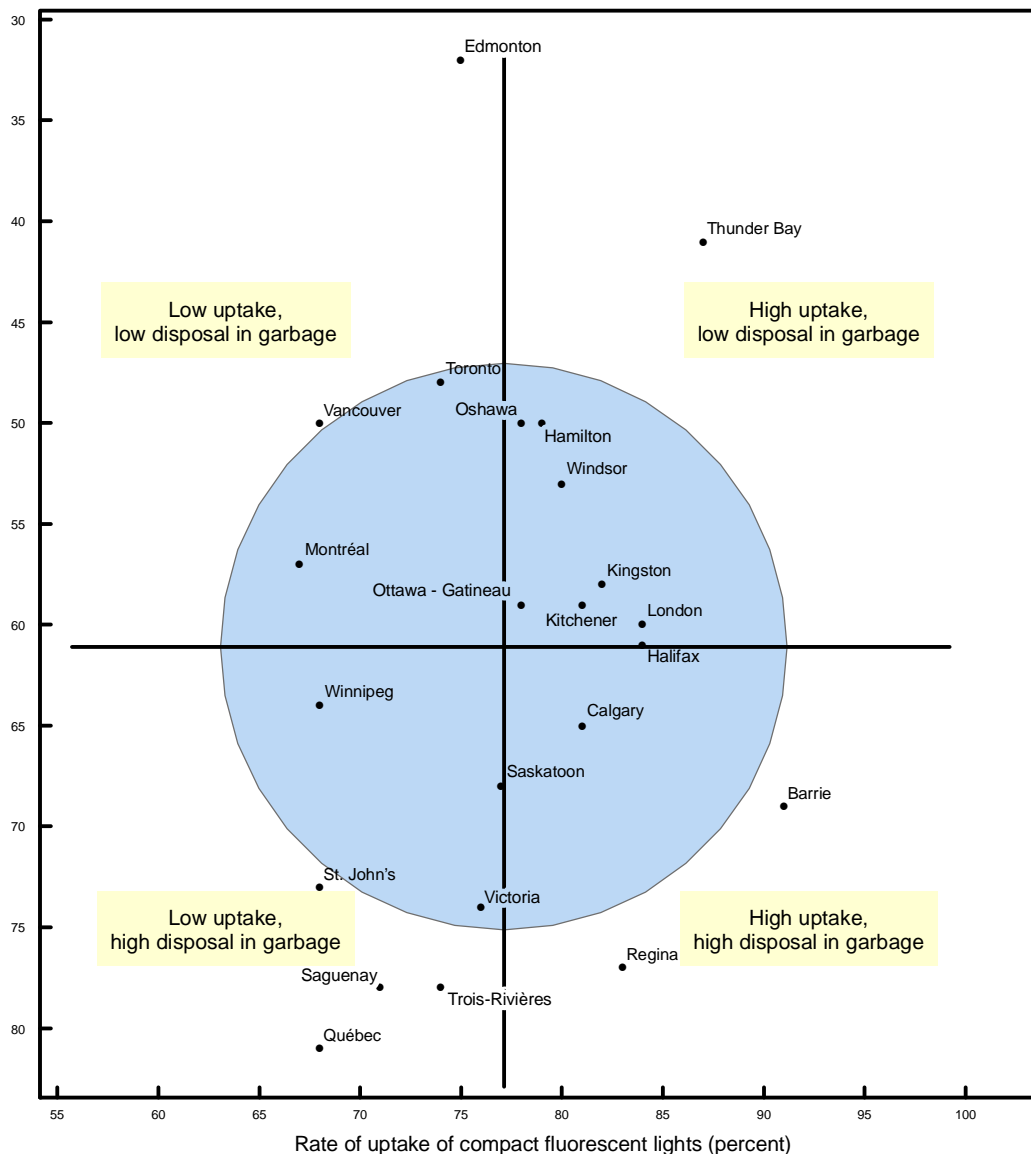 30
Edmonton
35
40
Thunder Bay
Low uptake,
low disposal in garbage
High uptake,
low disposal in garbage
45
Toronto
Vancouver
Oshawa
50
Hamilton
Windsor
55
Montréal
Kingston
Ottawa - Gatineau
Kitchener
London
60
Halifax
Winnipeg
Calgary
65
Saskatoon
Barrie
70
St. John's
Victoria
Low uptake,
high disposal in garbage
High uptake,
high disposal in garbage
75
Regina
Saguenay
Trois-Rivières
Québec
80
55 60 65 70 75 80 85 90 95 100
Rate of uptake of compact fluorescent lights (percent)